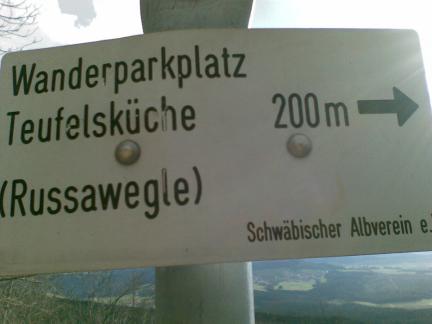 Wanderparkplatz
Teufelsküche 200 m
(Russawegle)
Schwäbischer Albverein e.